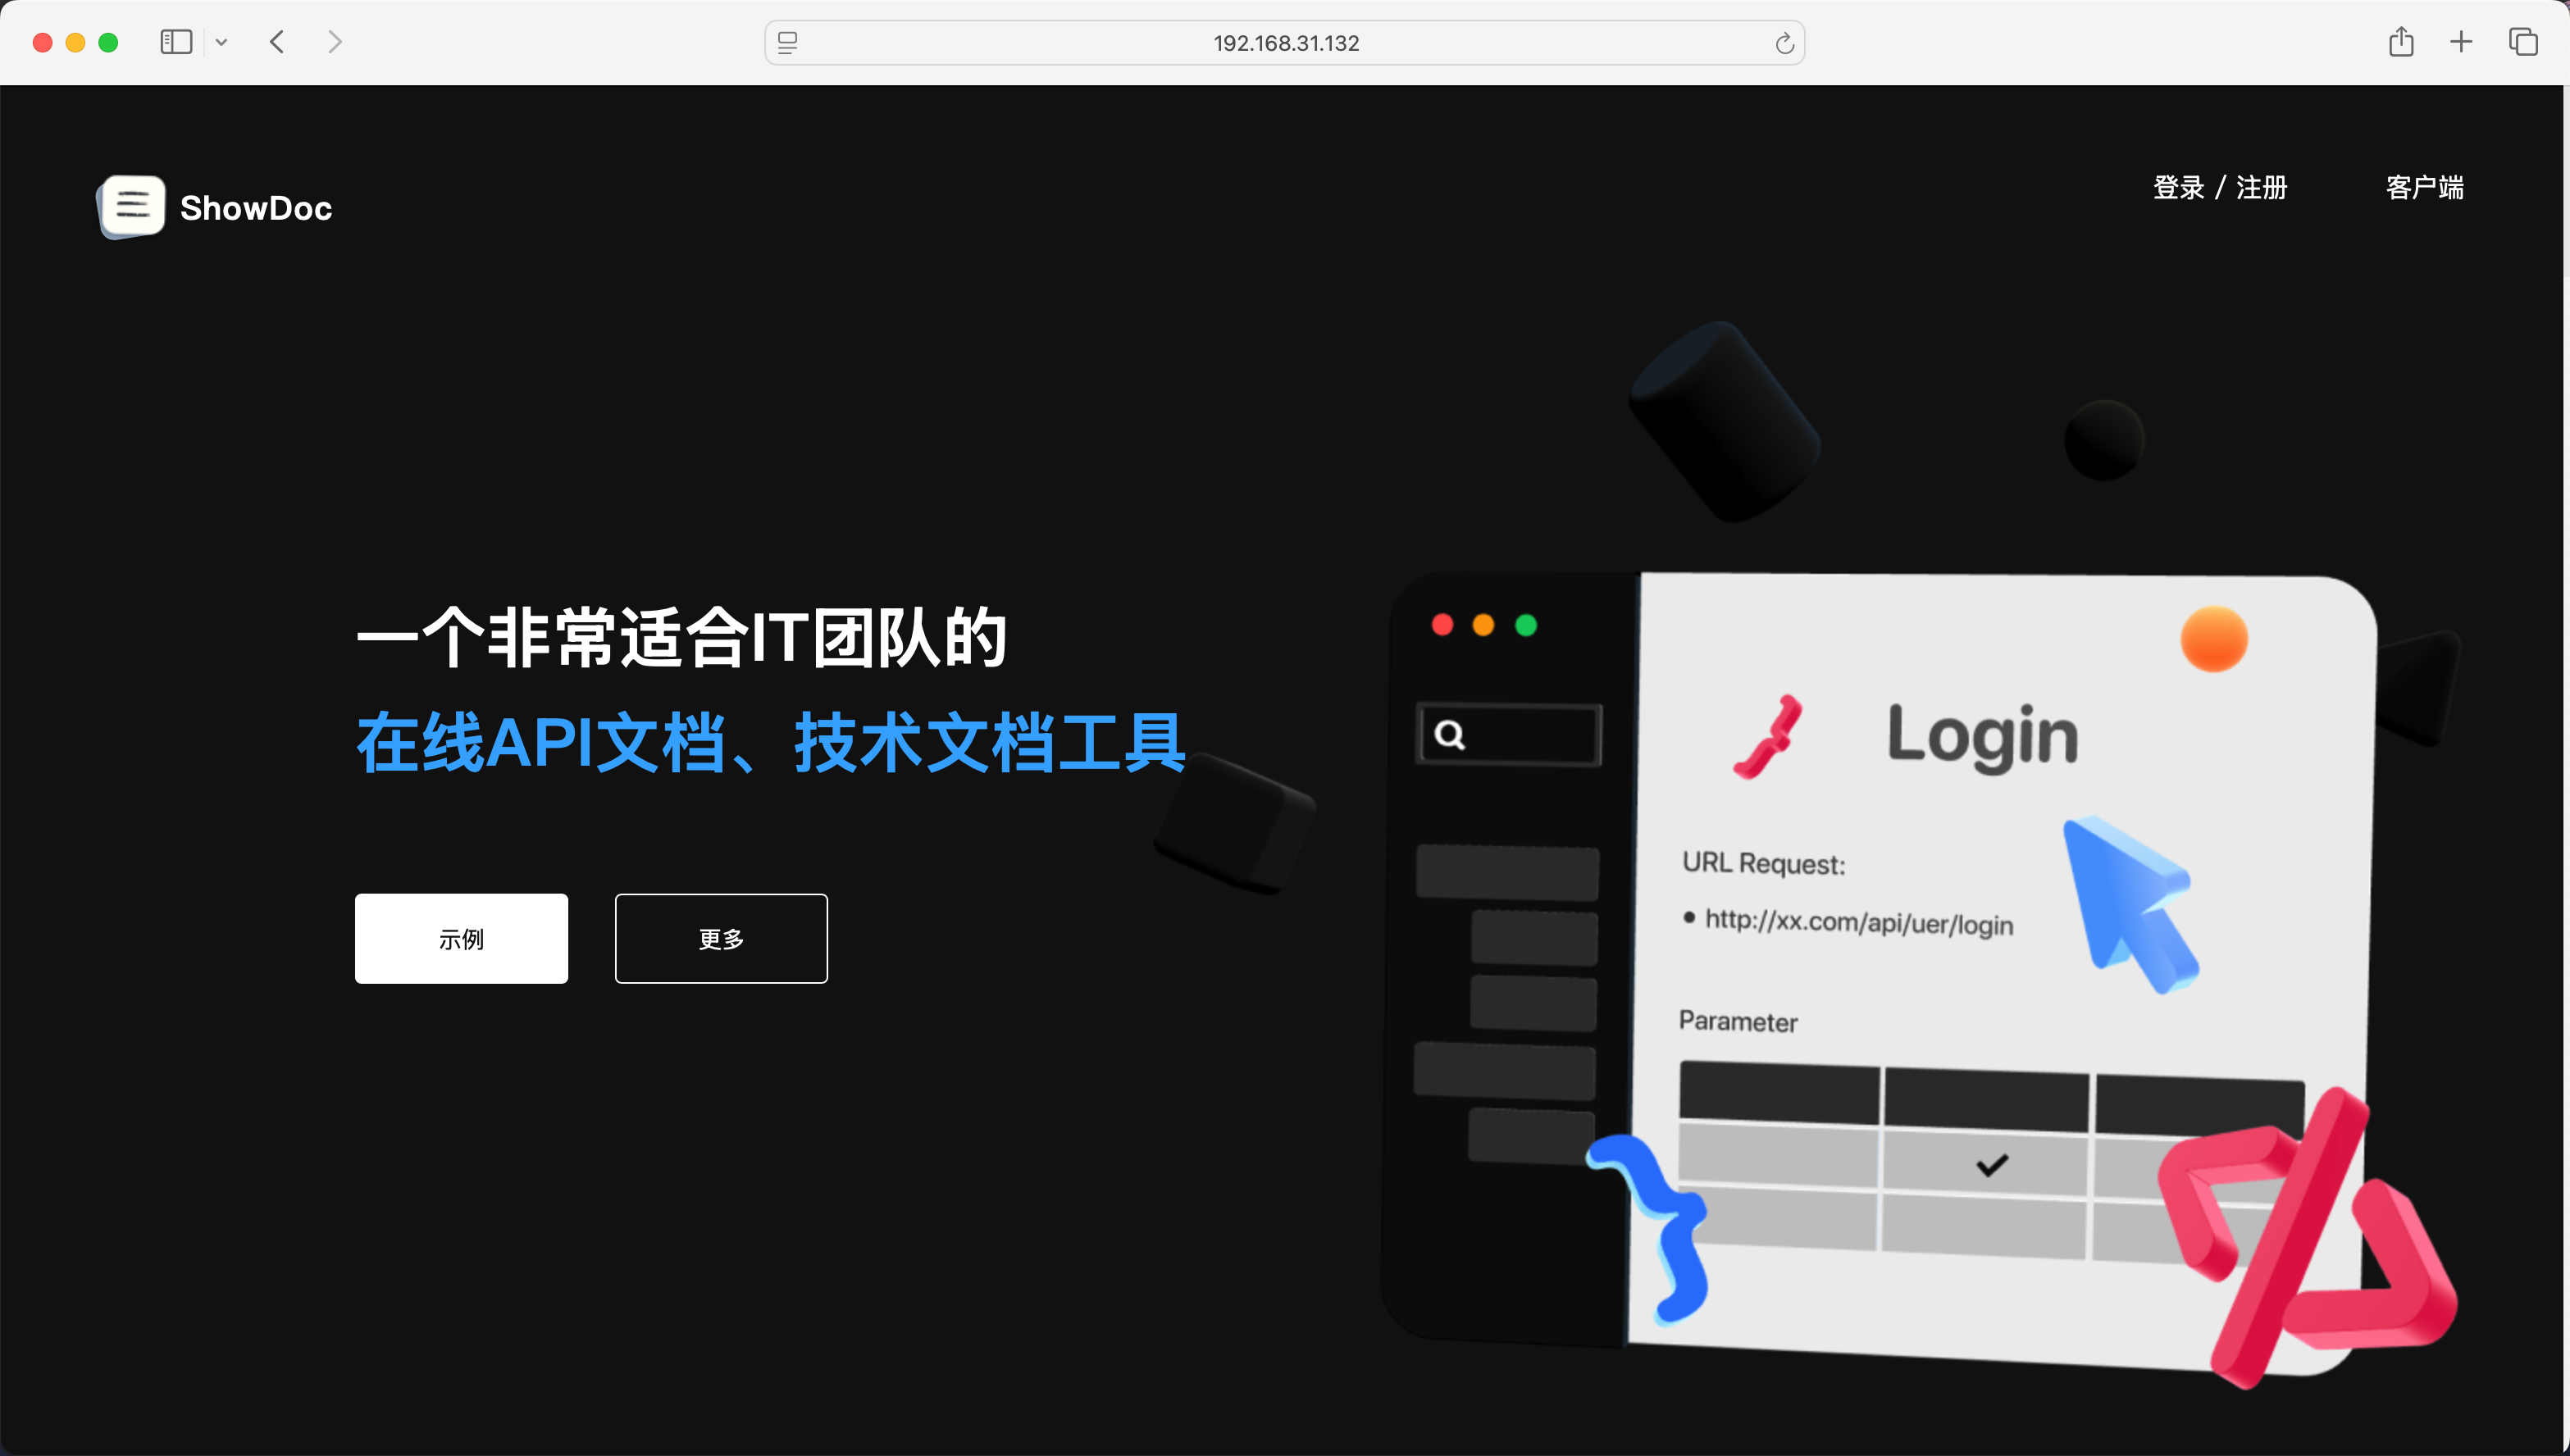 192.168.31.132
ShowDoc
登录 / 注册
客户端
一个非常适合IT团队的
在线API文档、技术文档工具
示例
更多
Login
URL Request:
• http://xx.com/api/uer/login
Parameter